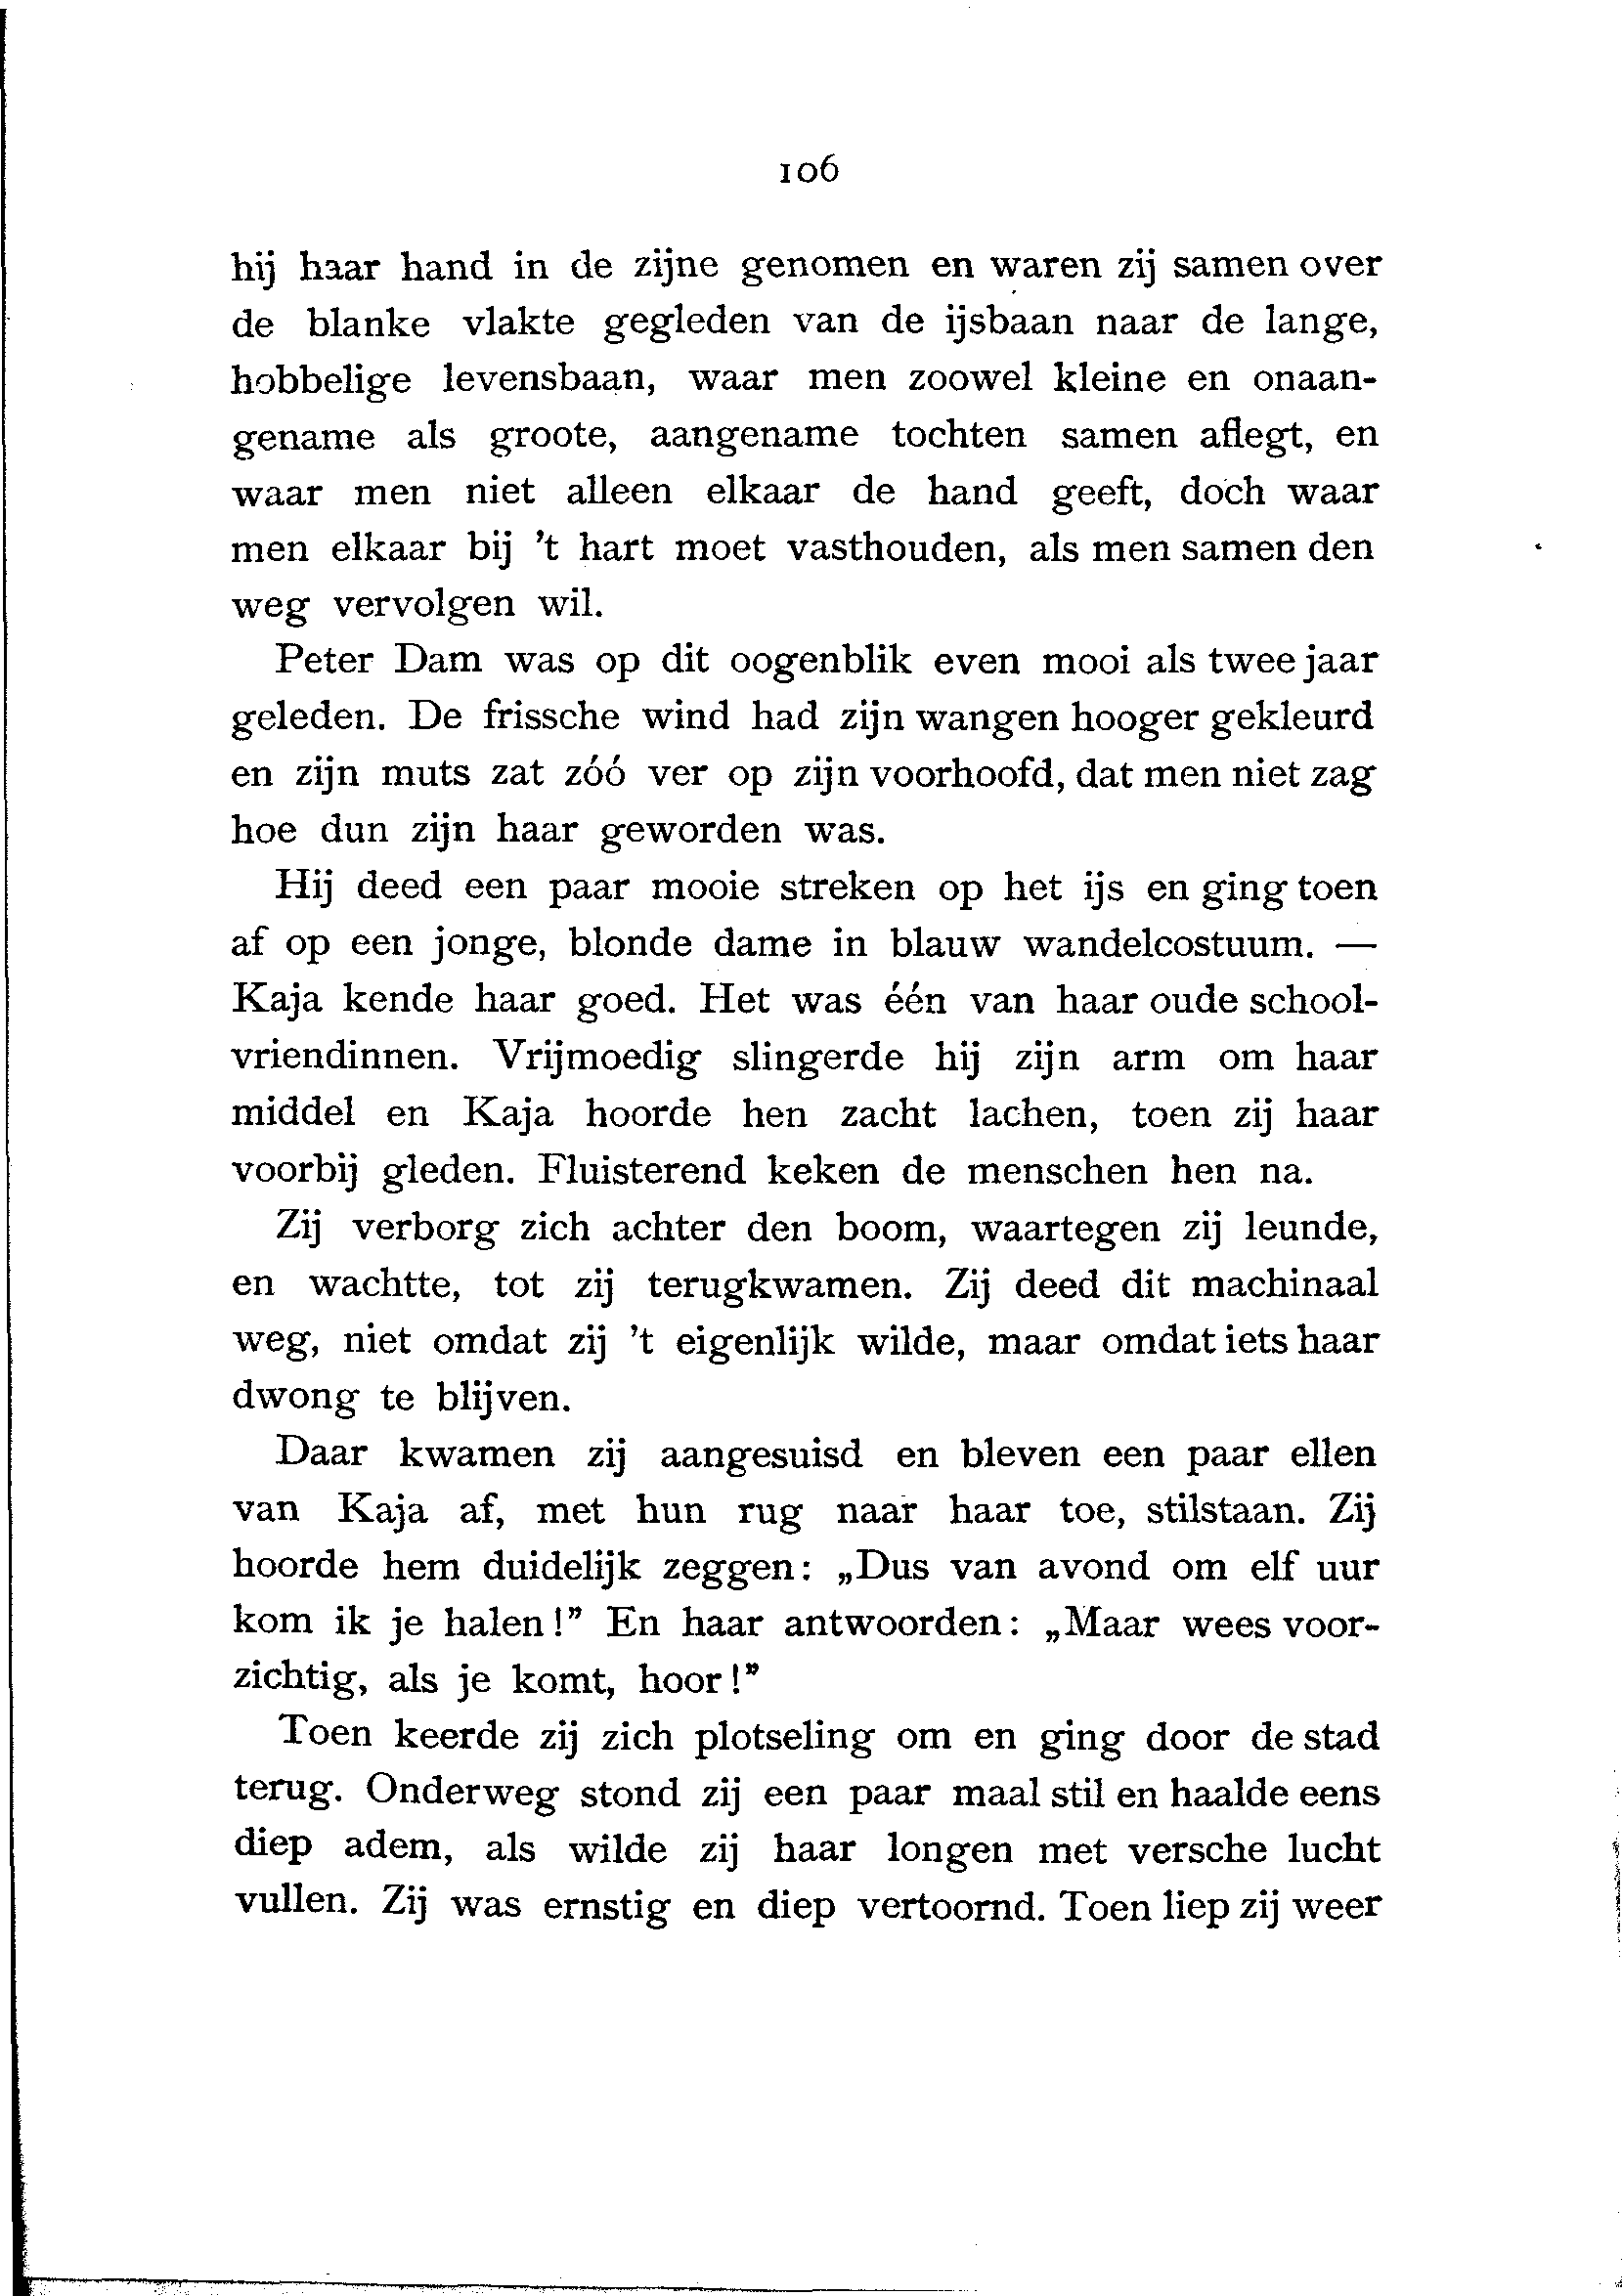 106
hij haar hand in de zijne genomen en waren zij samen over
de blanke vlakte gegleden van de ijsbaan naar de lange,
hobbelige levensbaan, waar men zoowel kleine en onaan-
gename als groote, aangename tochten samen aflegt, en
waar men niet alleen elkaar de hand geeft, doch waar
men elkaar bij 't hart moet vasthouden, als men samen den
weg vervolgen wil.
Peter Dam was op dit oogenblik even mooi als twee jaar
geleden. De frissche wind had zijn wangen hooger gekleurd
en zijn muts zat zóó ver op zijn voorhoofd, dat men niet zag
hoe dun zijn haar geworden was.
Hij deed een paar mooie streken op het ijs en ging toen
af op een jonge, blonde dame in blauw wandelcostuum. —
Kaja kende haar goed. Het was één van haar oude school-
vriendinnen. Vrijmoedig slingerde hij zijn arm om haar
middel en Kaja hoorde hen zacht lachen, toen zij haar
voorbij gleden. Fluisterend keken de menschen hen na.
Zij verborg zich achter den boom, waartegen zij leunde,
en wachtte, tot zij terugkwamen. Zij deed dit machinaal
weg, niet omdat zij 't eigenlijk wilde, maar omdat iets haar
dwong te blijven.
Daar kwamen zij aangesuisd en bleven een paar ellen
van Kaja af, met hun rug naar haar toe, stilstaan. Zij
hoorde hem duidelijk zeggen: „Dus van avond om elf uur
kom ik je halen!” En haar antwoorden: „Maar wees voor-
zichtig, als je komt, hoor!”
Toen keerde zij zich plotseling om en ging door de stad
terug. Onderweg stond zij een paar maal stil en haalde eens
diep adem, als wilde zij haar longen met versche lucht
vullen. Zij was ernstig en diep vertoornd. Toen liep zij weer